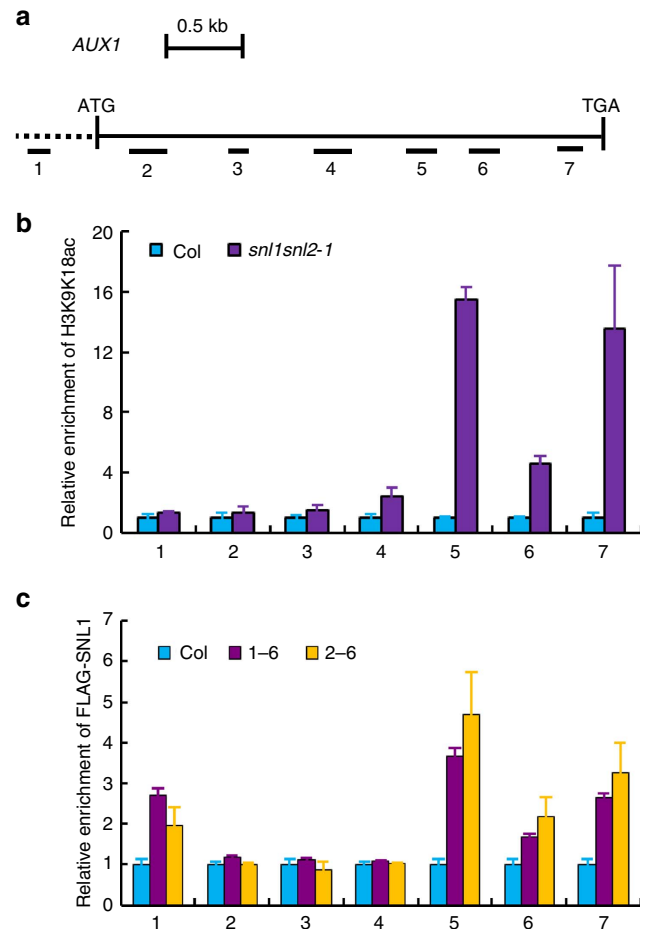 a
0.5 kb
AUX1
ATG TGA
1 2 3 4 5 6 7
b
Relative enrichment of H3K9K18ac
20
16
12
8
4
0
Col snl1snl2-1
1 2 3 4 5 6 7
c
Relative enrichment of FLAG-SNL1
7
6
5
4
3
2
1
0
Col 1–6 2–6
1 2 3 4 5 6 7